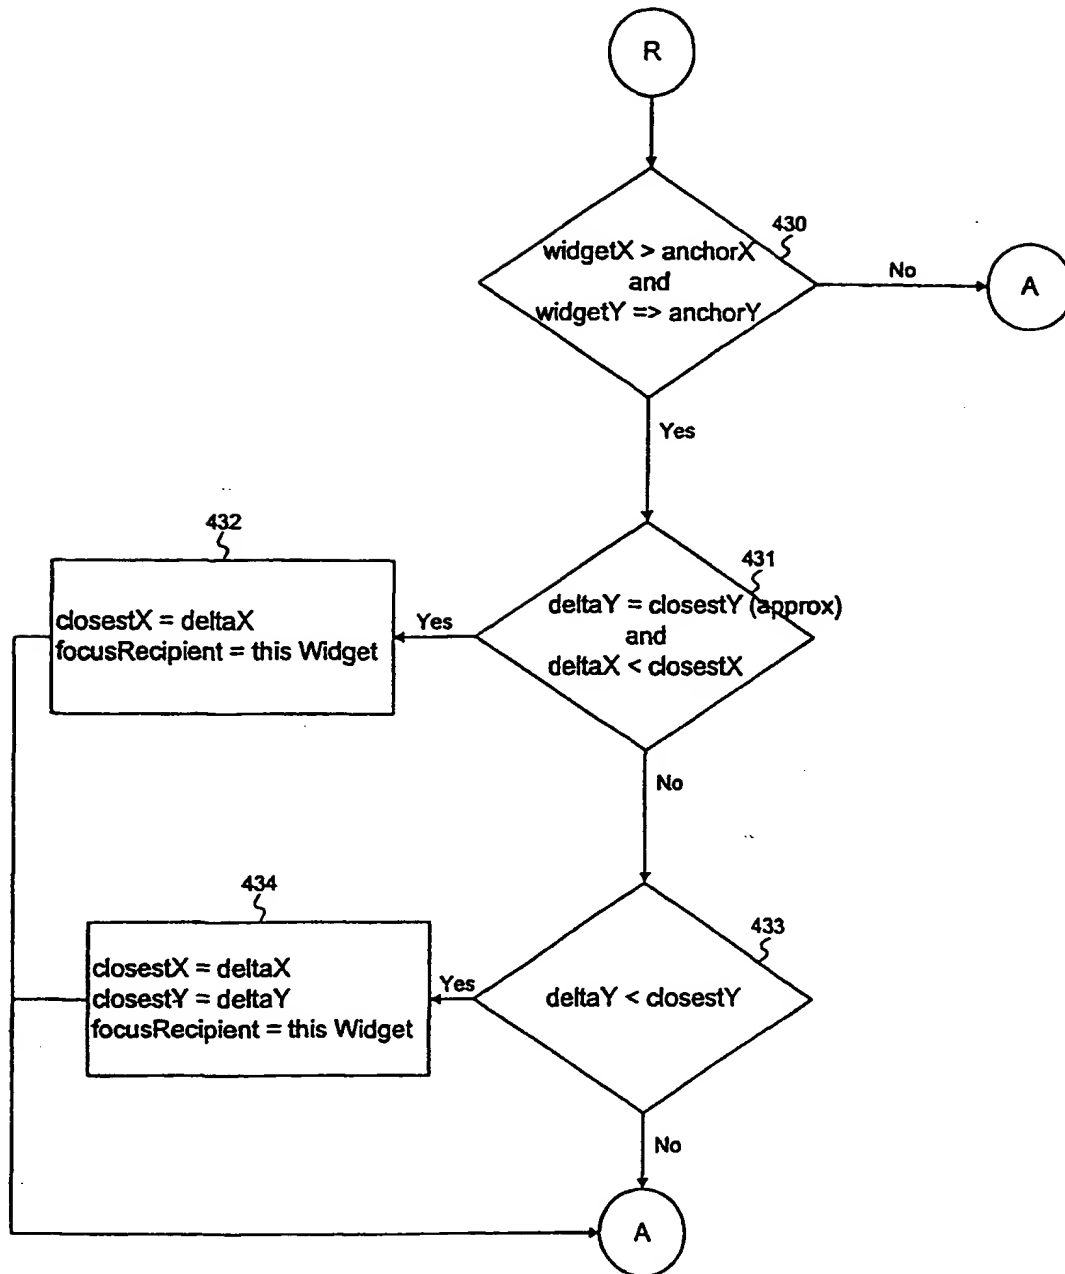 R
430
widgetX > anchorX
and
widgetY => anchorY
No
A
Yes
432
closestX = deltaX
focusRecipient = this Widget
Yes
431
deltaY = closestY (approx)
and
deltaX < closestX
No
434
closestX = deltaX
closestY = deltaY
focusRecipient = this Widget
Yes
433
deltaY < closestY
No
A